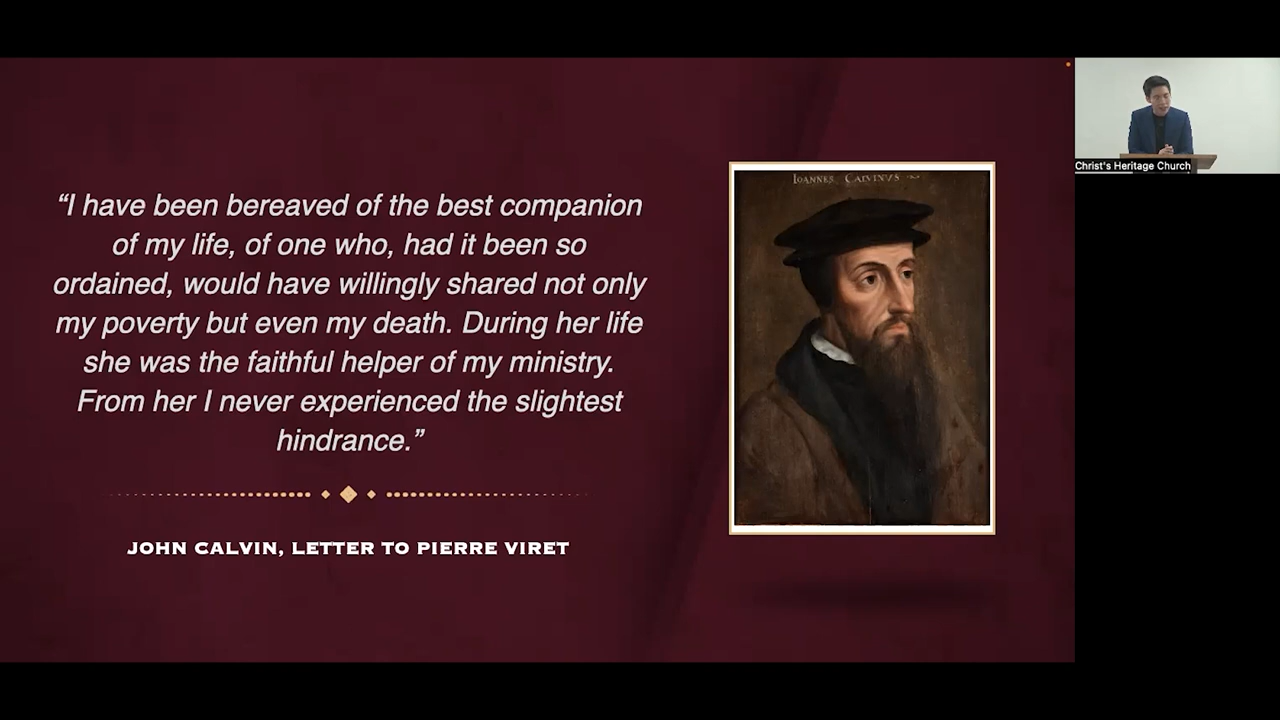 “I have been bereaved of the best companion
of my life, of one who, had it been so
ordained, would have willingly shared not only
my poverty but even my death. During her life
she was the faithful helper of my ministry.
From her I never experienced the slightest
hindrance.”
JOHN CALVIN, LETTER TO PIERRE VIRET
IOANNES CALVINVS
Christ's Heritage Church